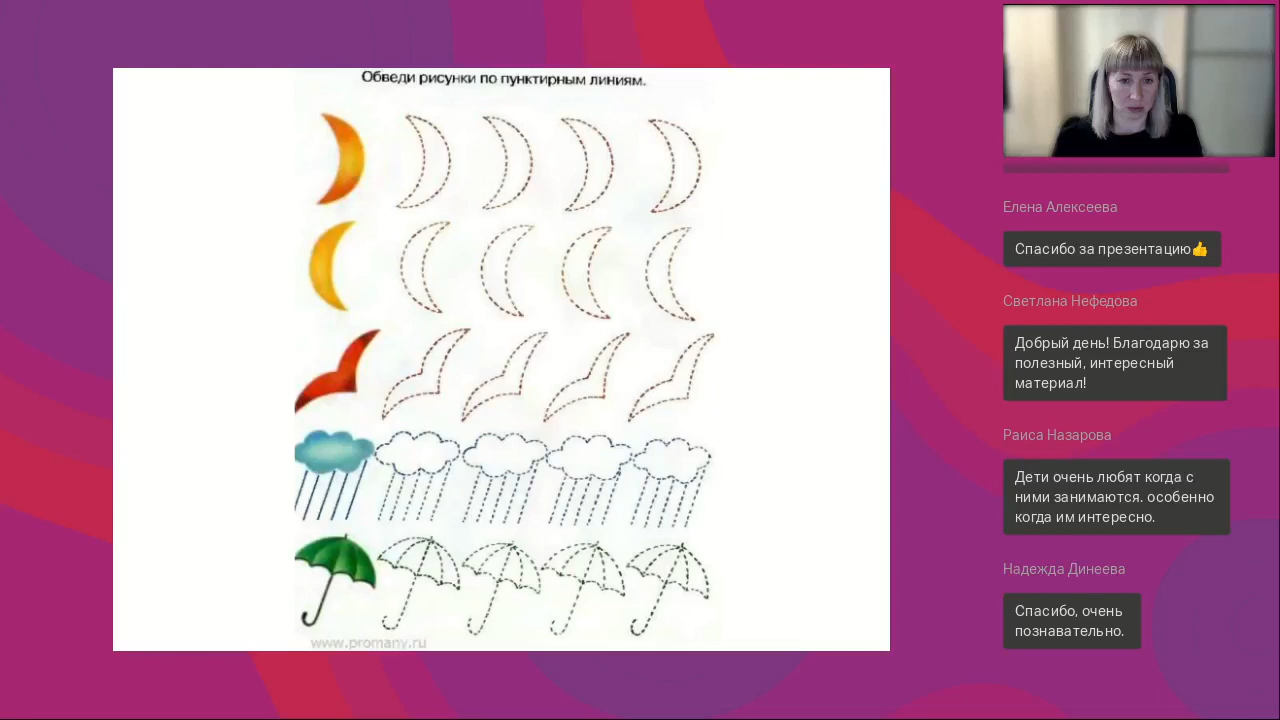 Обведи рисунки по пунктирным линиям.
www.promany.ru
Елена Алексеева
Спасибо за презентацию👍
Светлана Нефедова
Добрый день! Благодарю за
полезный, интересный
материал!
Раиса Назарова
Дети очень любят когда с
ними занимаются. особенно
когда им интересно.
Надежда Динеева
Спасибо, очень
познавательно.